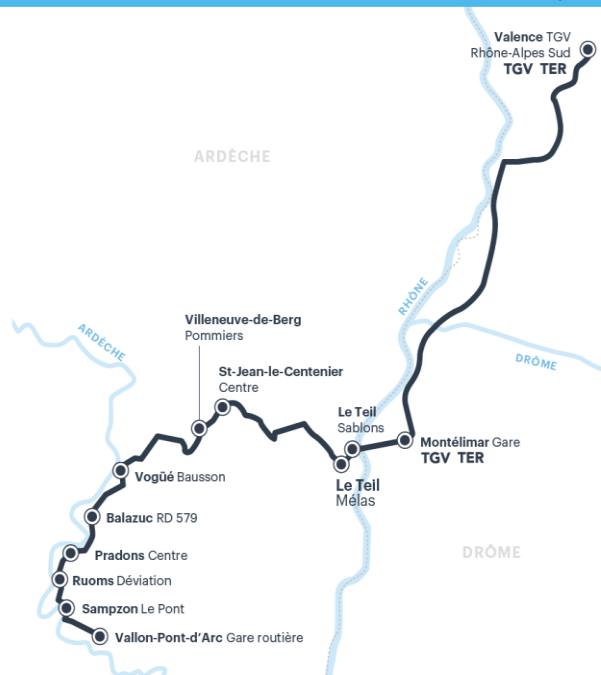 Valence TGV
Rhône-Alpes Sud
TGV TER
ARDÈCHE
RHÔNE
Villeneuve-de-Berg
Pommiers
ARDÈCHE
DRÔME
St-Jean-le-Centenier
Centre
Le Teil
Sablons
Montélimar Gare
TGV TER
Vogüé Bausson
Le Teil
Mélas
Balazuc RD 579
DRÔME
Pradons Centre
Ruoms Déviation
Sampzon Le Pont
Vallon-Pont-d'Arc Gare routière